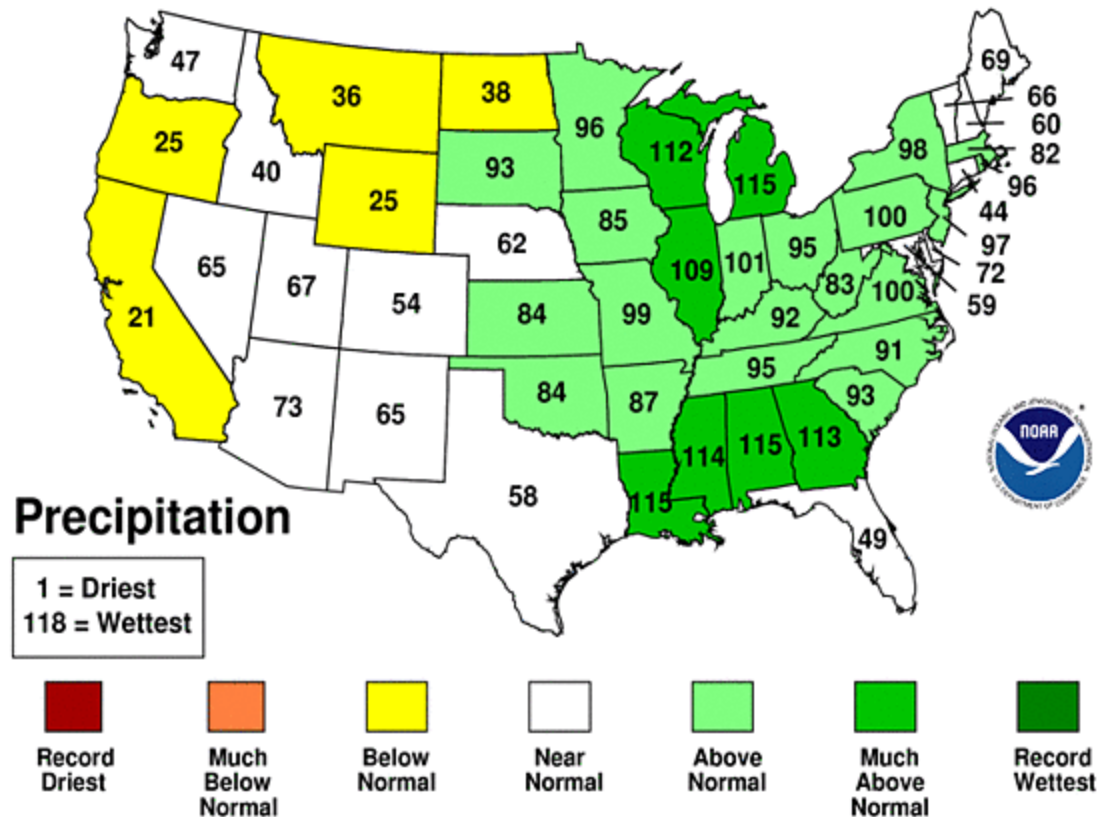 47
69
36
38
96
66
60
25
98
82
112
93
40
115
96
25
85
100
44
62
95
97
65
101
67
109
83
72
100
59
54
21
84
99
92
91
95
73
65
84
87
93
113
114
115
58
115
49
NOAA
Precipitation
1 = Driest
118 = Wettest
Record
Driest
Much
Below
Normal
Below
Normal
Near
Normal
Above
Normal
Much
Above
Normal
Record
Wettest